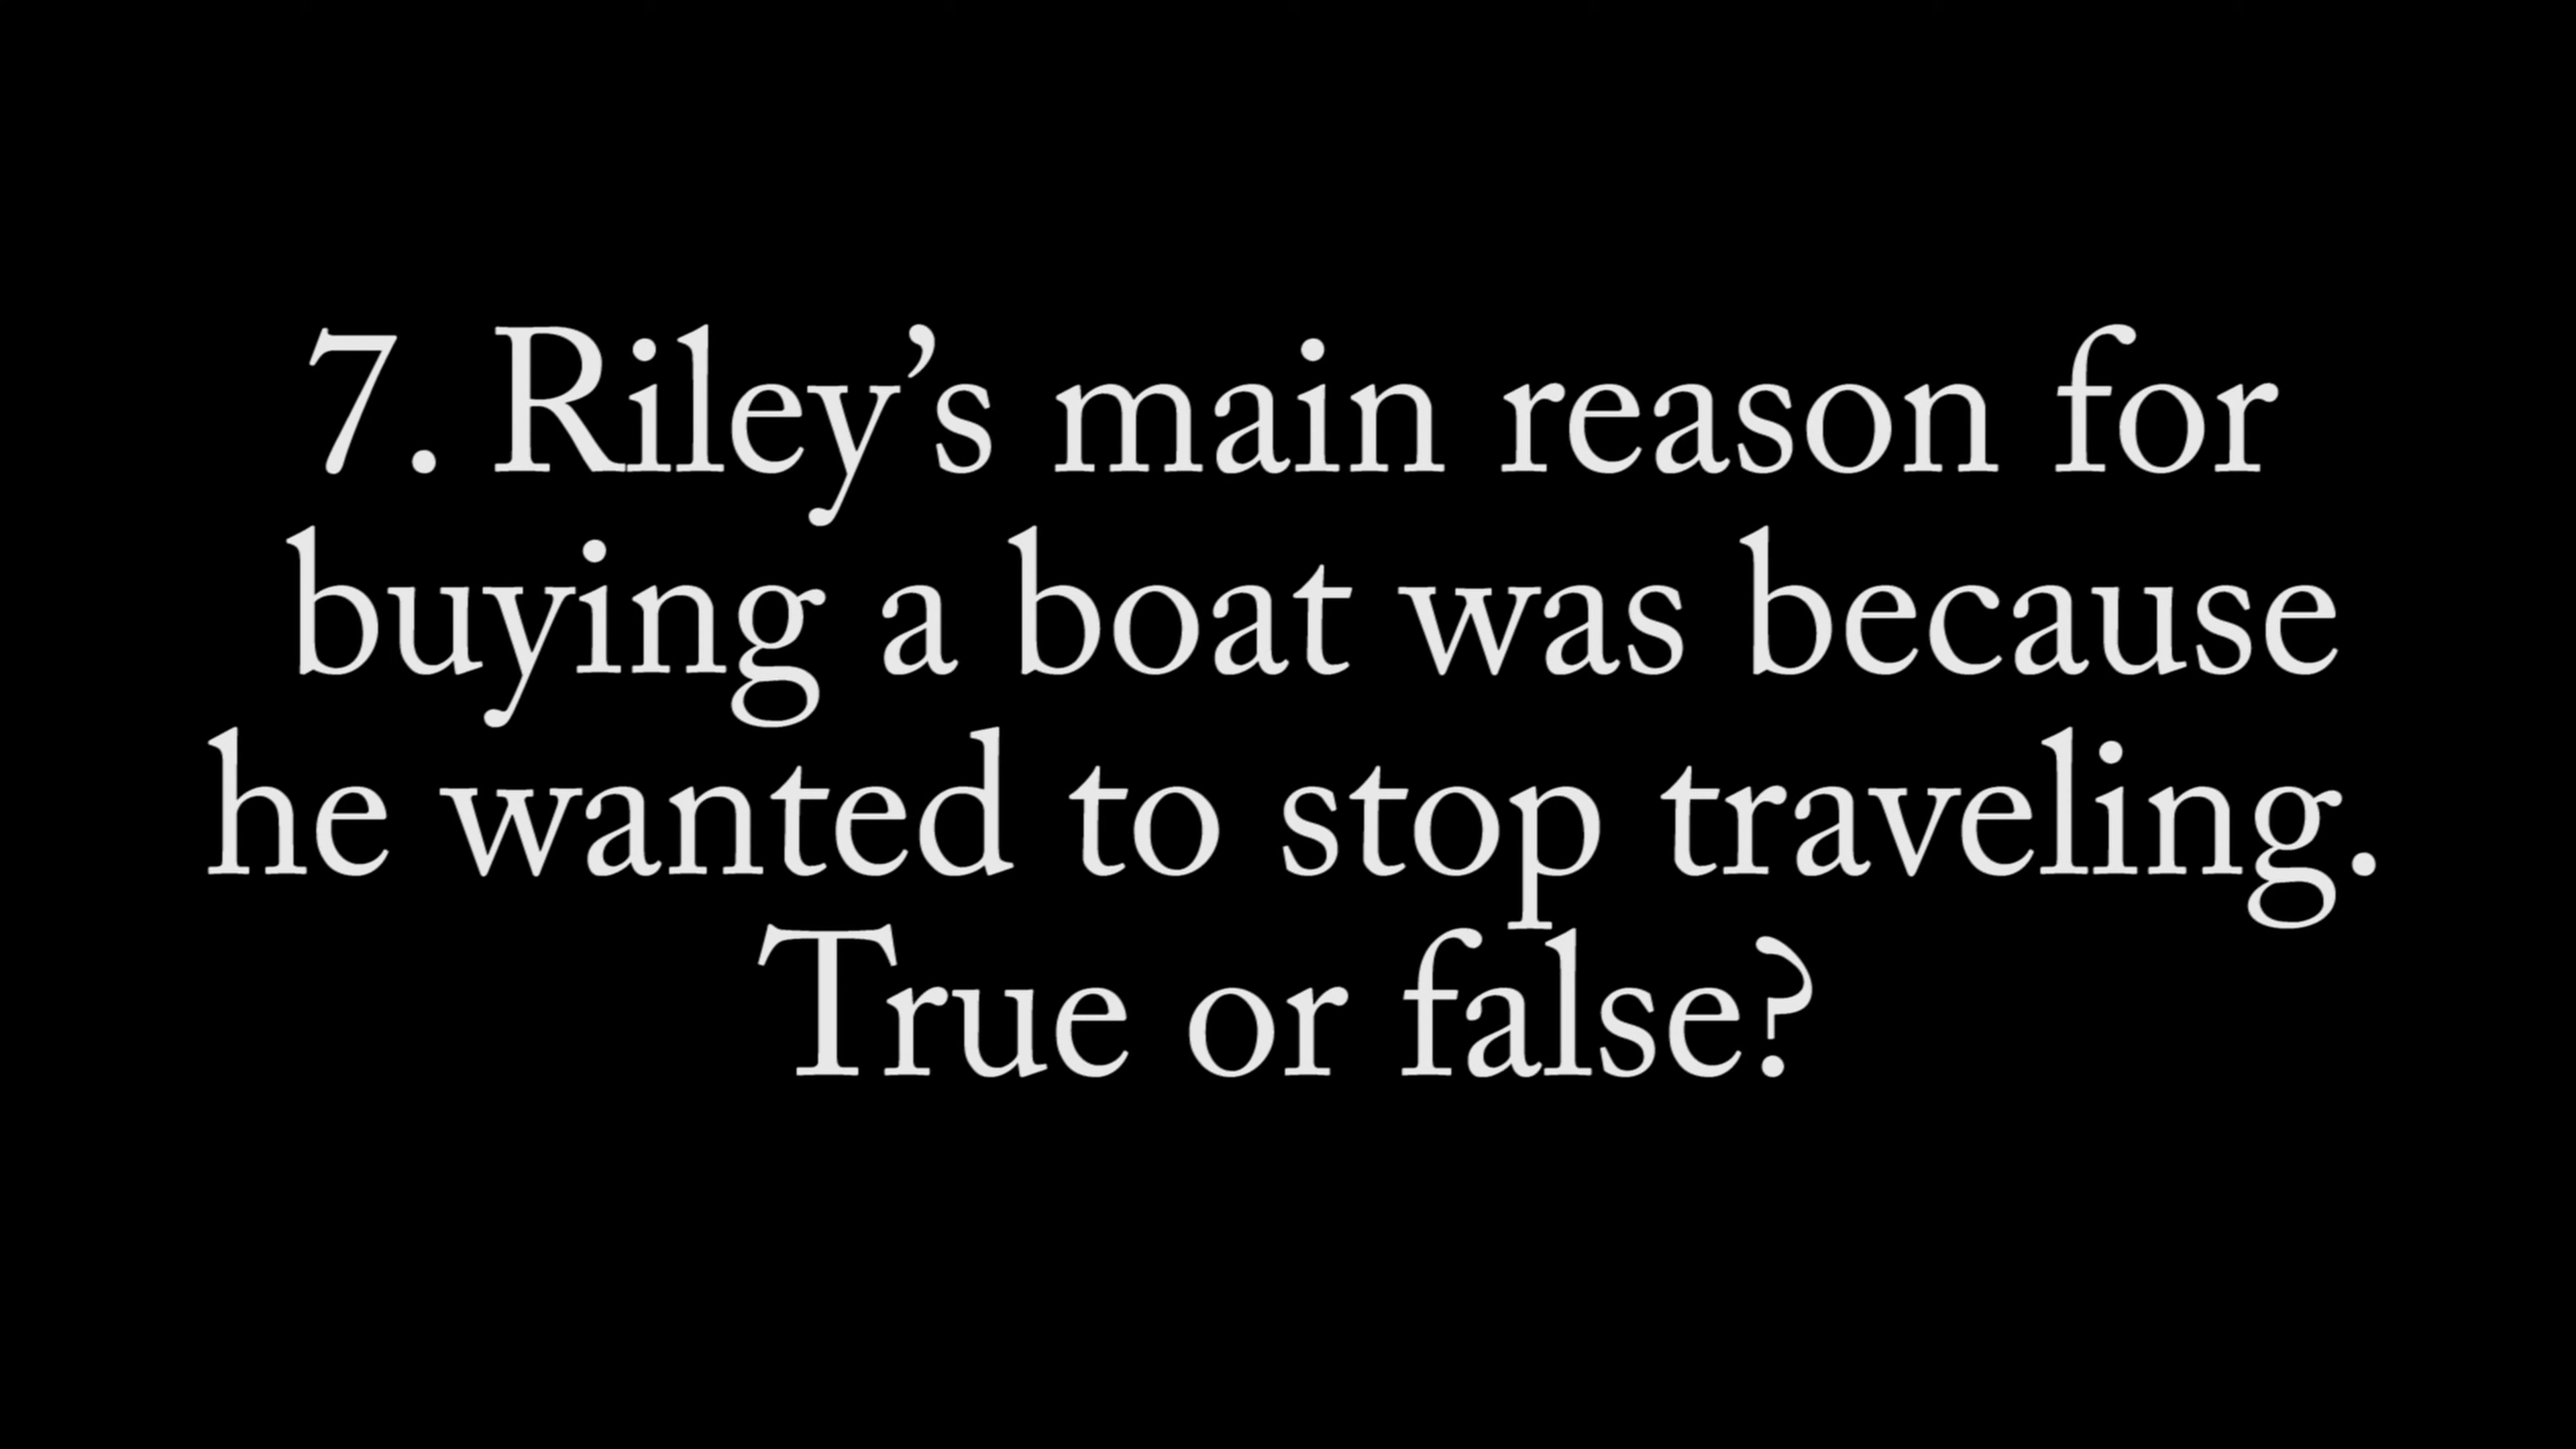 7. Riley’s main reason for
buying a boat was because
he wanted to stop traveling.
True or false?